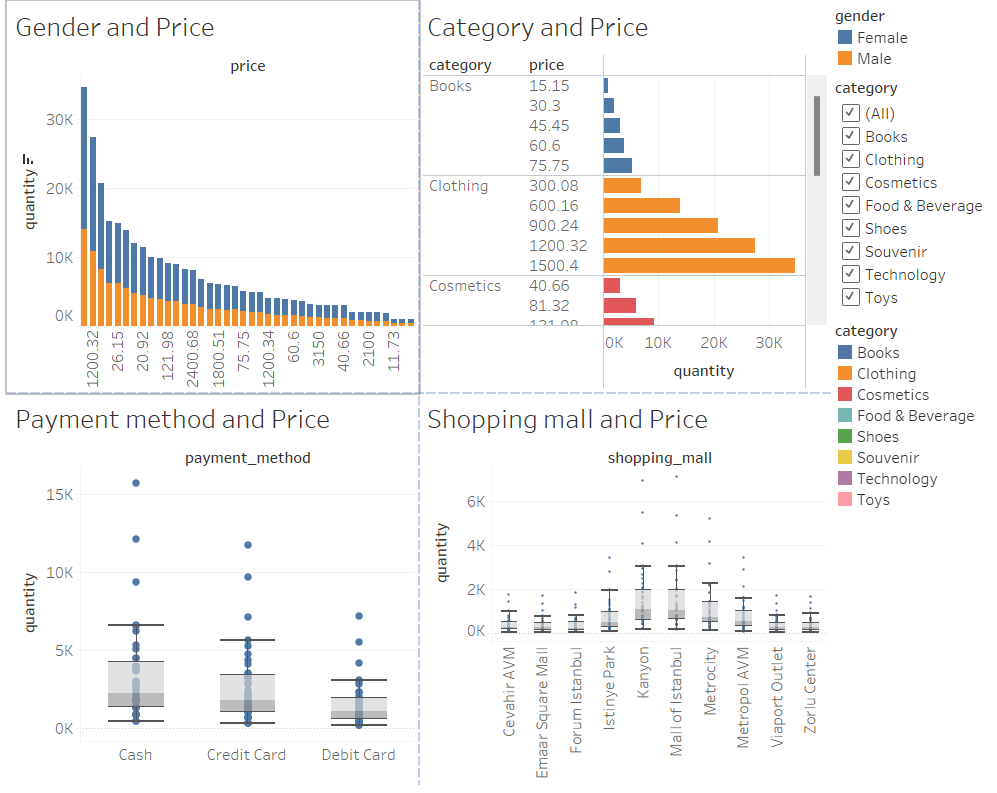 Gender and Price
price
quantity
30K
20K
10K
0K
1200.32
26.15
20.92
121.98
2400.68
1800.51
75.75
1200.34
60.6
3150
40.66
2100
11.73
Category and Price
category price
Books 15.15
30.3
45.45
60.6
75.75
Clothing 300.08
600.16
900.24
1200.32
1500.4
Cosmetics 40.66
81.32
121.98
0K 10K 20K 30K
quantity
gender
Female
Male
category
(All)
Books
Clothing
Cosmetics
Food & Beverage
Shoes
Souvenir
Technology
Toys
category
Books
Clothing
Cosmetics
Food & Beverage
Shoes
Souvenir
Technology
Toys
Payment method and Price
payment_method
quantity
15K
10K
5K
0K
Cash Credit Card Debit Card
Shopping mall and Price
shopping_mall
quantity
6K
4K
2K
0K
Cevahir AVM
Emaar Square Mall
Forum Istanbul
Istinye Park
Kanyon
Mall of Istanbul
Metrocity
Metropol AVM
Viaport Outlet
Zorlu Center